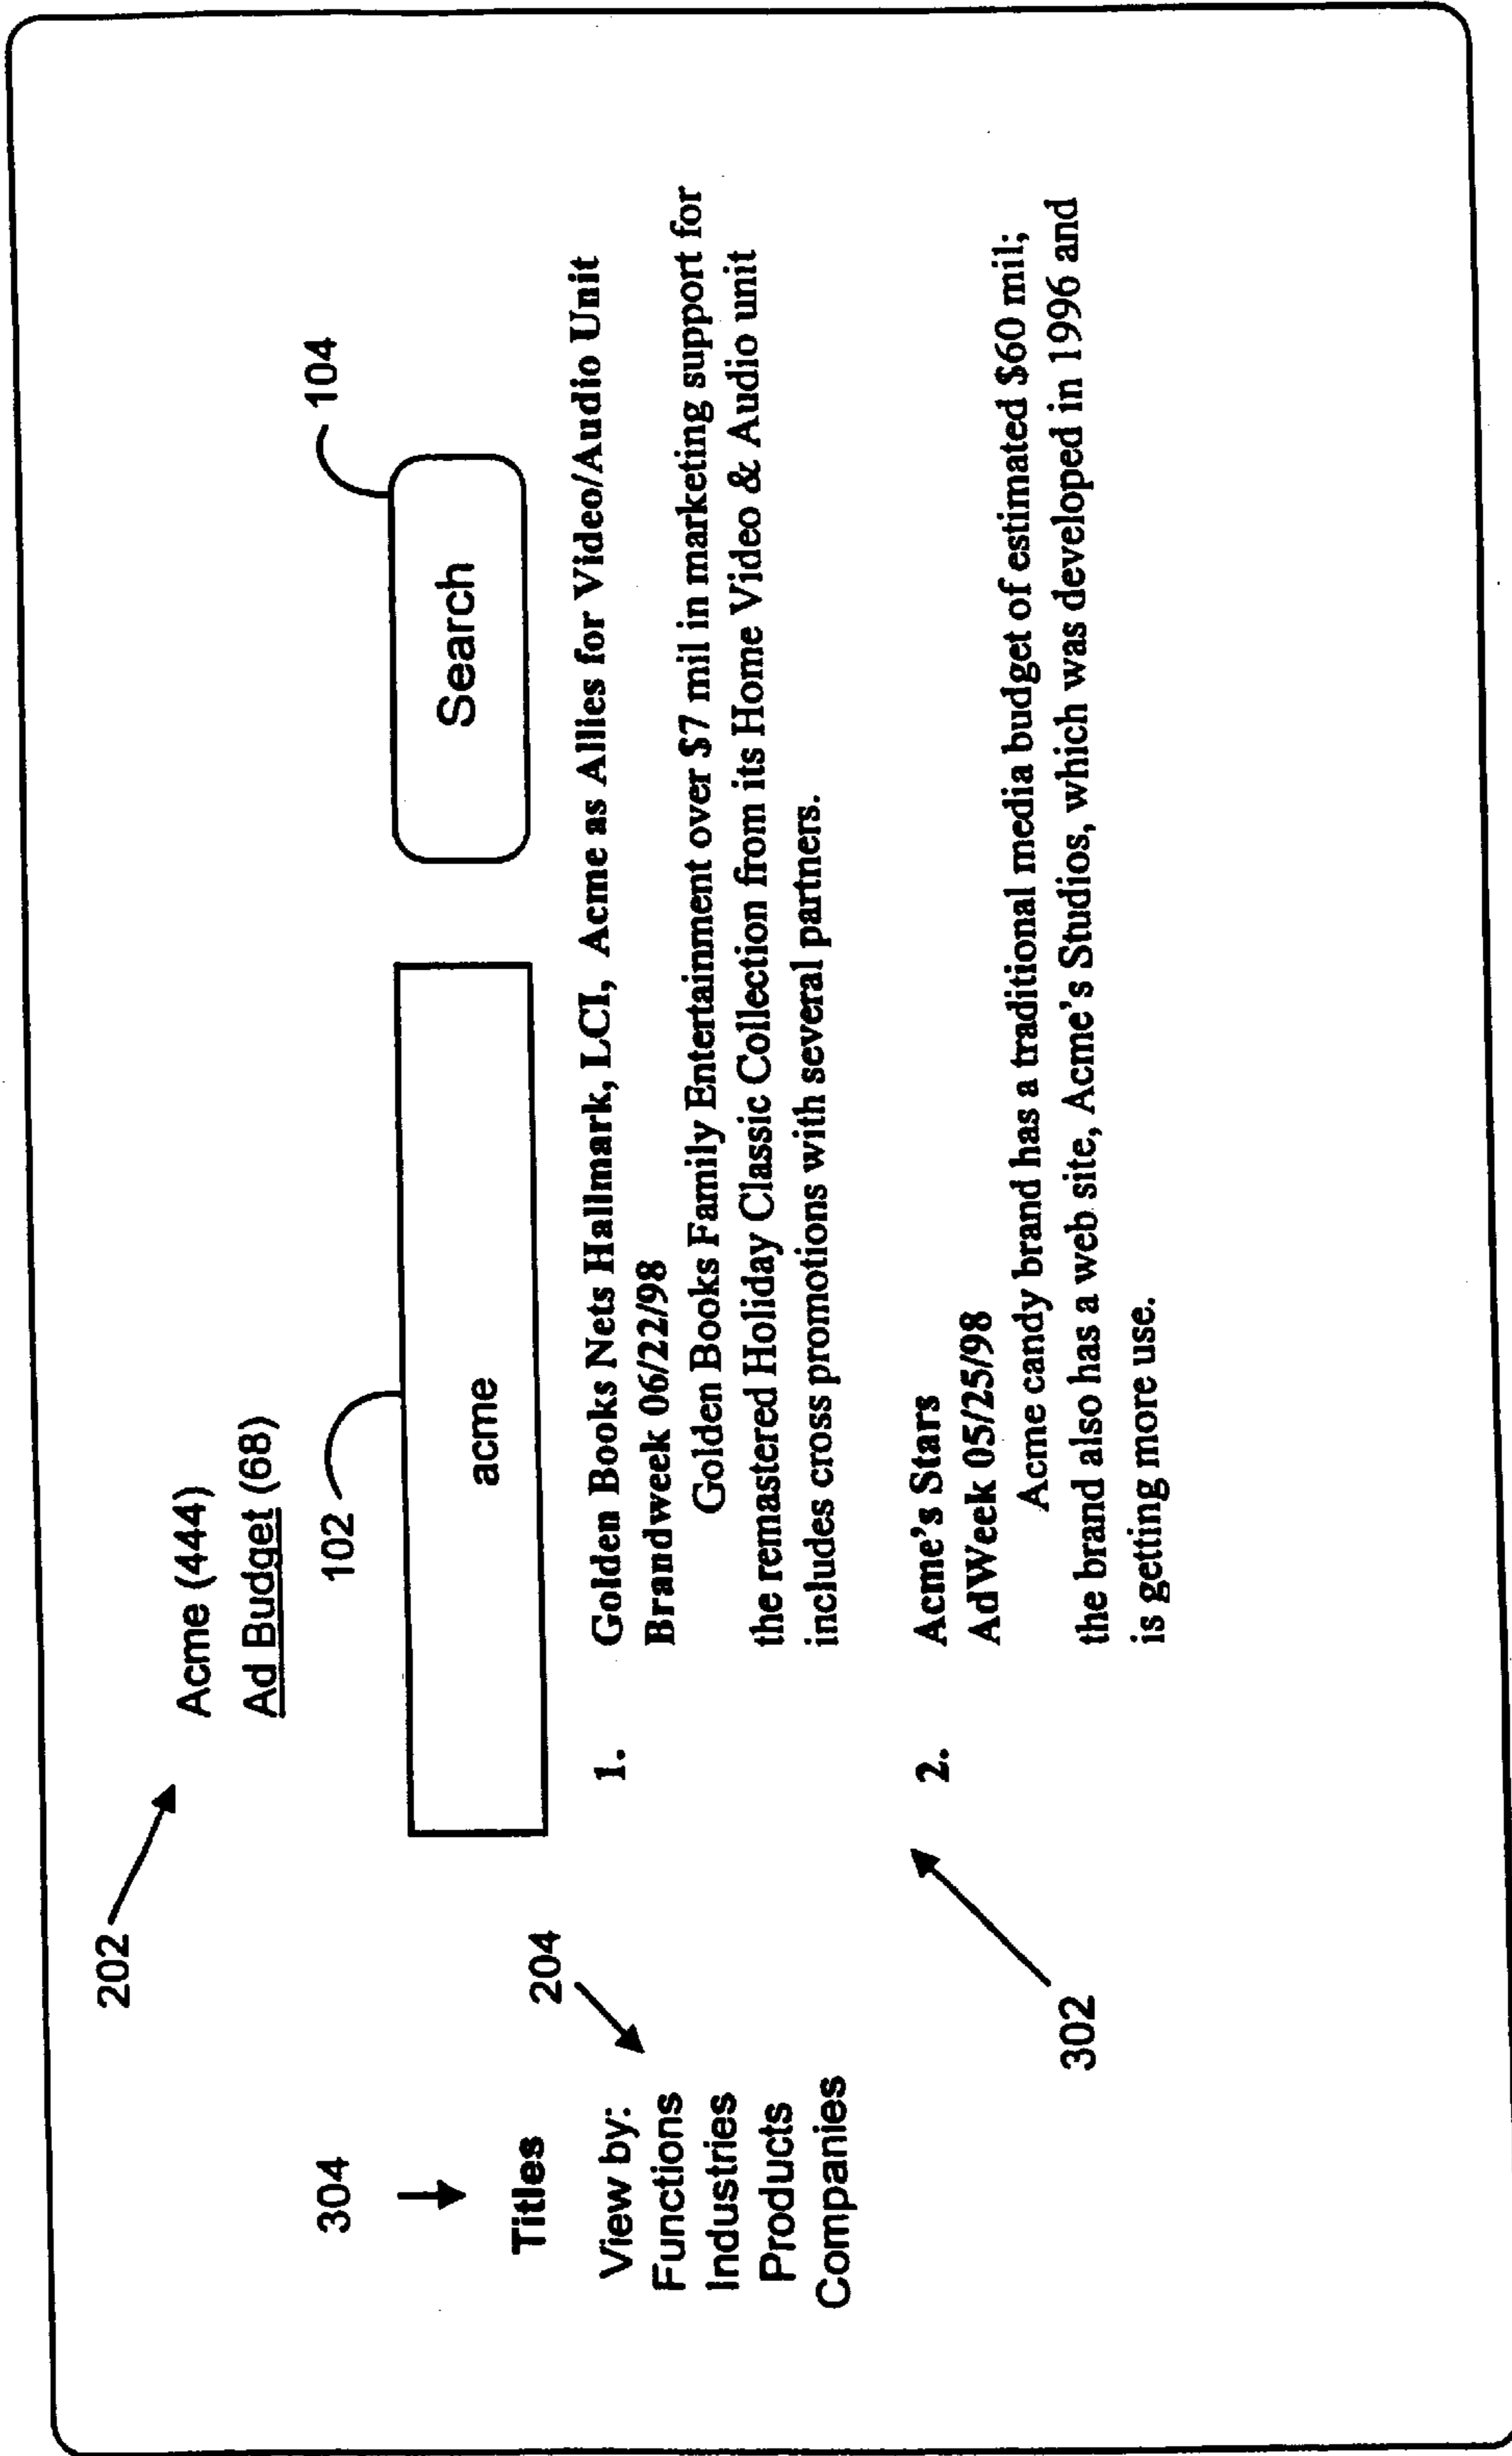 202
Acme (444)
Ad Budget (68)
304
102
104
acme
Search
Titles
204
View by:
Functions
Industries
Products
Companies
1. Golden Books Nets Hallmark, LCI, Acme as Allies for Video/Audio Unit
Brandweek 06/22/98
Golden Books Family Entertainment over $7 mil in marketing support for
the remastered Holiday Classic Collection from its Home Video & Audio unit
includes cross promotions with several partners.
2. Acme's Stars
AdWeek 05/25/98
Acme candy brand has a traditional media budget of estimated $60 mil;
the brand also has a web site, Acme's Studios, which was developed in 1996 and
is getting more use.
302